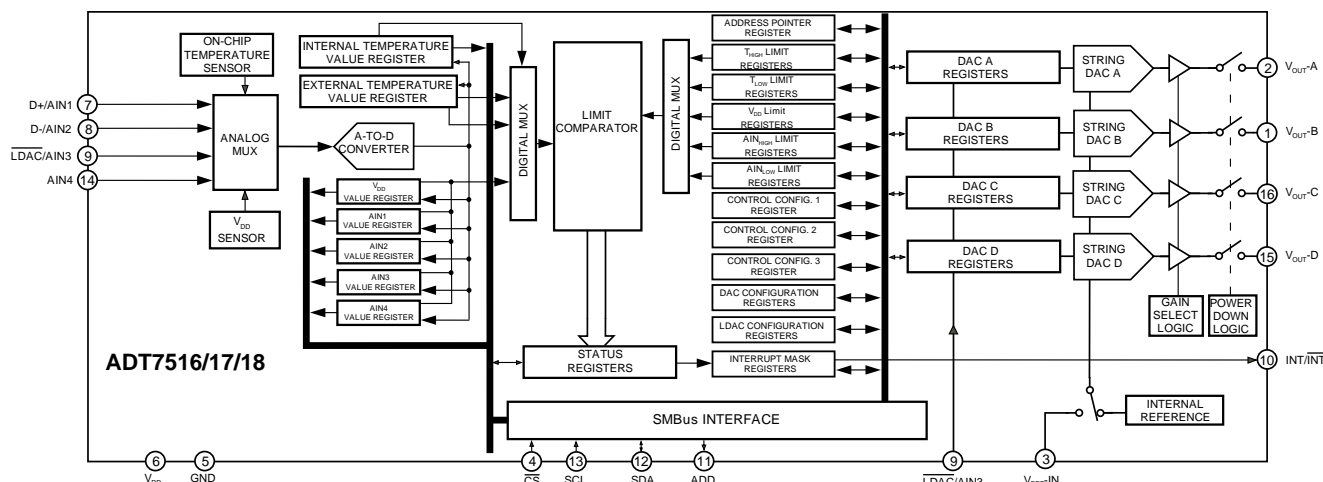 ON-CHIP
TEMPERATURE
SENSOR
INTERNAL TEMPERATURE
VALUE REGISTER
EXTERNAL TEMPERATURE
VALUE REGISTER
D+/AIN1
7
D-/AIN2
8
LDAC/AIN3
9
AIN4
14
ANALOG
MUX
A-TO-D
CONVERTER
VDD
SENSOR
VDD
VALUE REGISTER
AIN1
VALUE REGISTER
AIN2
VALUE REGISTER
AIN3
VALUE REGISTER
AIN4
VALUE REGISTER
DIGITAL MUX
LIMIT
COMPARATOR
DIGITAL MUX
ADDRESS POINTER
REGISTER
THIGH LIMIT
REGISTERS
TLOW LIMIT
REGISTERS
VDD Limit
REGISTERS
AINHIGH LIMIT
REGISTERS
AINLOW LIMIT
REGISTERS
CONTROL CONFIG. 1
REGISTER
CONTROL CONFIG. 2
REGISTER
CONTROL CONFIG. 3
REGISTER
DAC CONFIGURATION
REGISTERS
LDAC CONFIGURATION
REGISTERS
INTERRUPT MASK
REGISTERS
STATUS
REGISTERS
SMBus INTERFACE
DAC A
REGISTERS
STRING
DAC A
2
VOUT-A
DAC B
REGISTERS
STRING
DAC B
1
VOUT-B
DAC C
REGISTERS
STRING
DAC C
16
VOUT-C
DAC D
REGISTERS
STRING
DAC D
15
VOUT-D
GAIN
SELECT
LOGIC
POWER
DOWN
LOGIC
10
INT/INT
INTERNAL
REFERENCE
ADT7516/17/18
6
VDD
5
GND
4
CS
13
SCL
12
SDA
11
ADD
9
LDAC/AIN3
3
VREF-IN